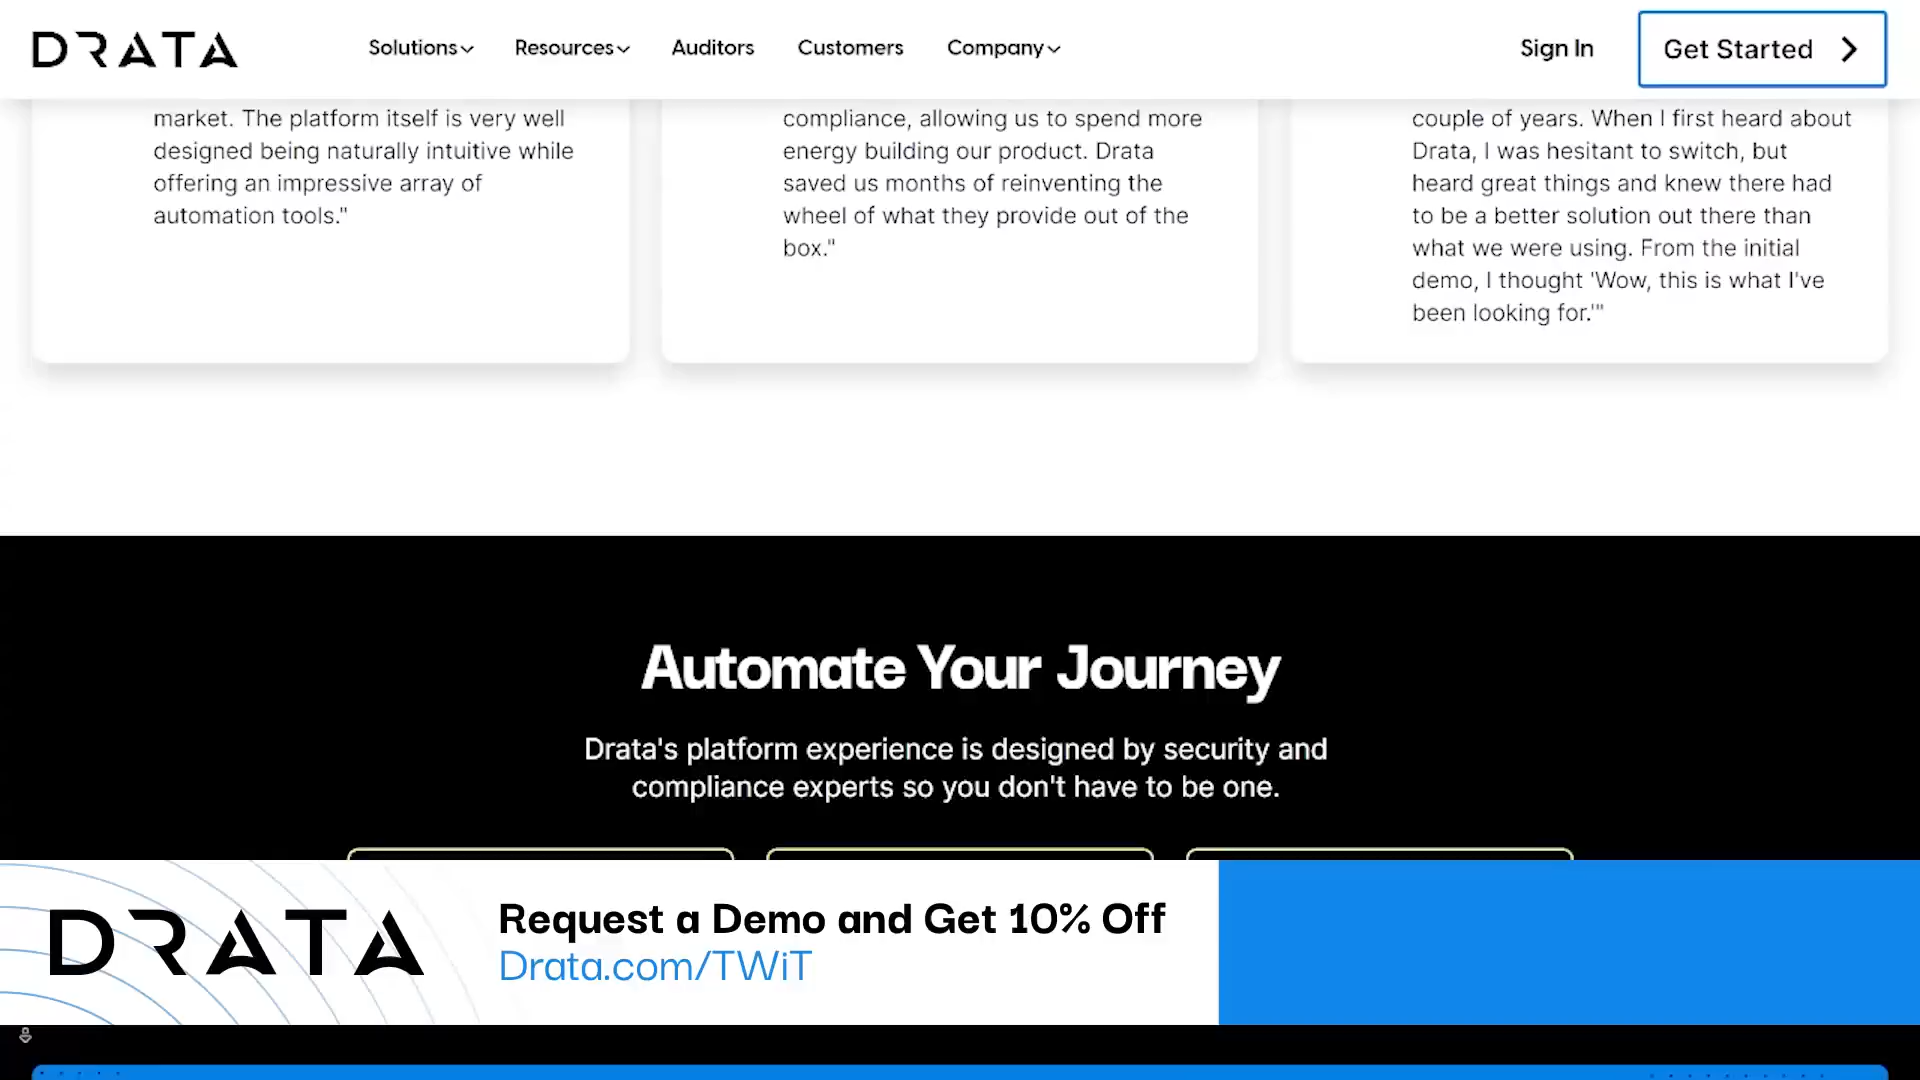 DRATA
Solutions
Resources
Auditors
Customers
Company
Sign In
Get Started
market. The platform itself is very well
designed being naturally intuitive while
offering an impressive array of
automation tools."
compliance, allowing us to spend more
energy building our product. Drata
saved us months of reinventing the
wheel of what they provide out of the
box."
couple of years. When I first heard about
Drata, I was hesitant to switch, but
heard great things and knew there had
to be a better solution out there than
what we were using. From the initial
demo, I thought 'Wow, this is what I've
been looking for.'"
Automate Your Journey
Drata's platform experience is designed by security and
compliance experts so you don't have to be one.
DRATA
Request a Demo and Get 10% Off
Drata.com/TWiT